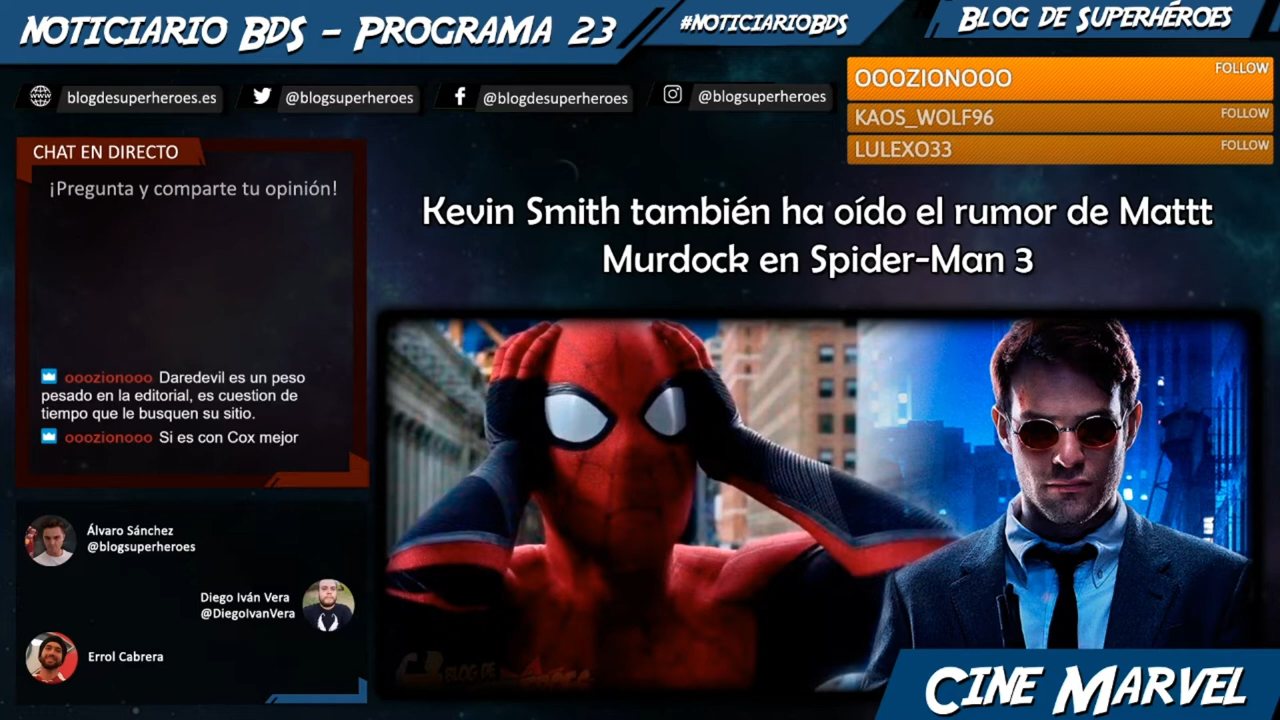 NOTICIARIO BDS - PROGRAMA 23
#NOTICIARIOBDS
BLOG DE SUPERHÉROES
www
blogdesuperheroes.es
@blogsuperheroes
@blogdesuperheroes
@blogsuperheroes
OOOZIONOOO FOLLOW
KAOS_WOLF96 FOLLOW
LULEXO33 FOLLOW
CHAT EN DIRECTO
¡Pregunta y comparte tu opinión!
Kevin Smith también ha oído el rumor de Mattt
Murdock en Spider-Man 3
ooozionooo Daredevil es un peso
pesado en la editorial, es cuestion de
tiempo que le busquen su sitio.
ooozionooo Si es con Cox mejor
Álvaro Sánchez
@blogsuperheroes
Diego Iván Vera
@DiegoIvanVera
Errol Cabrera
BLOG DE
CINE MARVEL